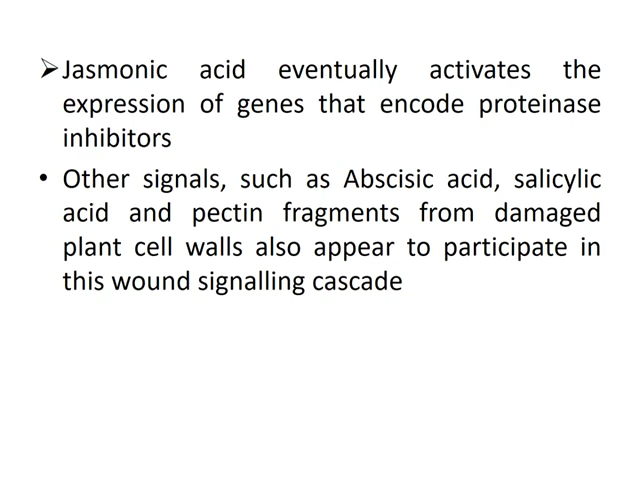 ➢Jasmonic acid eventually activates the
expression of genes that encode proteinase
inhibitors
• Other signals, such as Abscisic acid, salicylic
acid and pectin fragments from damaged
plant cell walls also appear to participate in
this wound signalling cascade